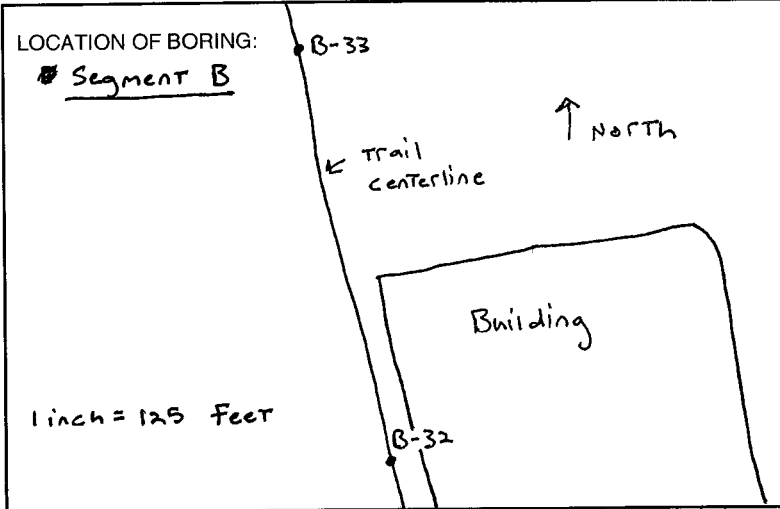 LOCATION OF BORING:
Segment B
B-33
North
Trail
centerline
Building
1 inch = 125 Feet
B-32